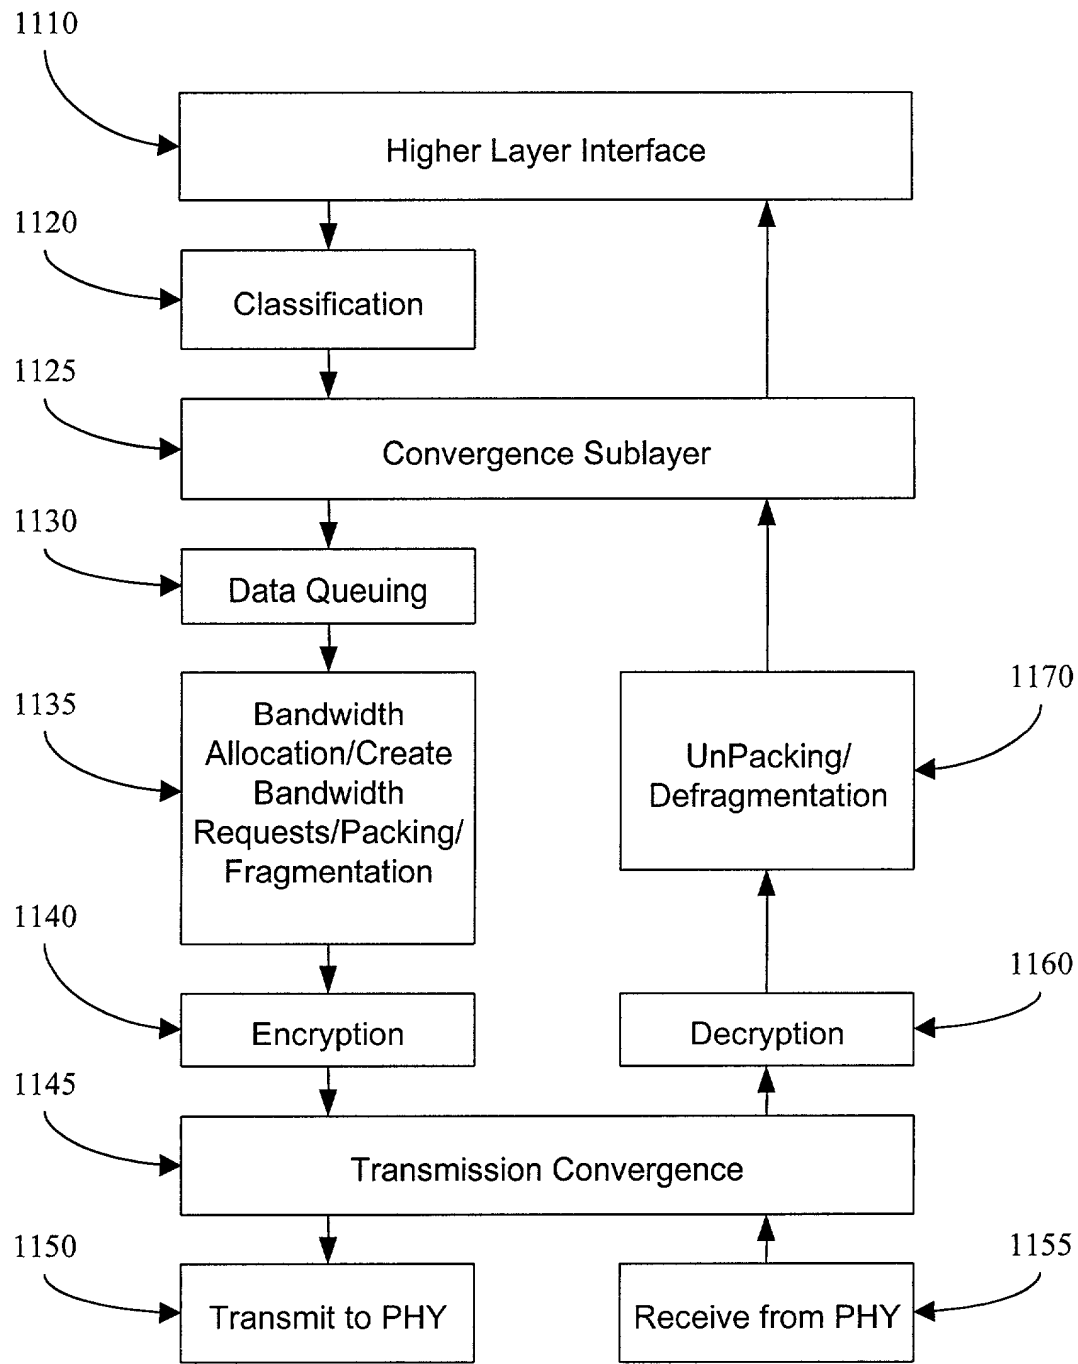 1110
Higher Layer Interface
1120
Classification
1125
Convergence Sublayer
1130
Data Queuing
1135
Bandwidth
Allocation/Create
Bandwidth
Requests/Packing/
Fragmentation
1170
UnPacking/
Defragmentation
1140
Encryption
1160
Decryption
1145
Transmission Convergence
1150
Transmit to PHY
1155
Receive from PHY